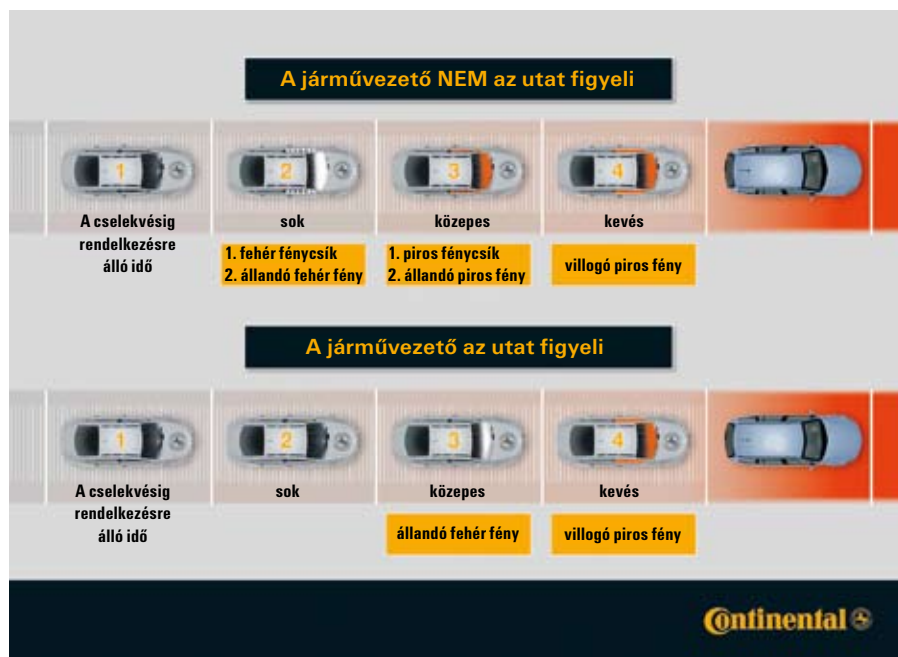 A járművezető NEM az utat figyeli
1
2
3
4
A cselekvésig
rendelkezésre
álló idő
sok
közepes
kevés
1. fehér fénycsík
2. állandó fehér fény
1. piros fénycsík
2. állandó piros fény
villogó piros fény
A járművezető az utat figyeli
1
2
3
4
A cselekvésig
rendelkezésre
álló idő
sok
közepes
kevés
állandó fehér fény
villogó piros fény
Continental